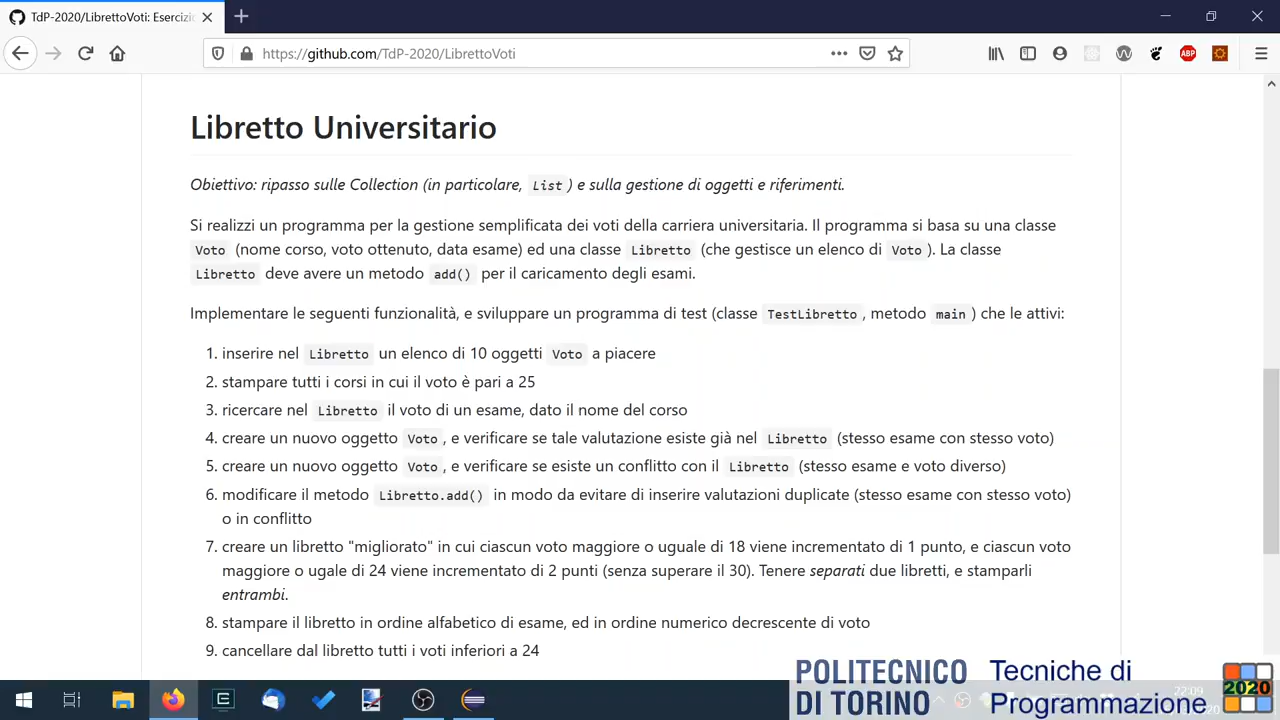 TdP-2020/LibrettoVoti: Eserciz
https://github.com/TdP-2020/LibrettoVoti
ABP
Libretto Universitario
Obiettivo: ripasso sulle Collection (in particolare, List) e sulla gestione di oggetti e riferimenti.
Si realizzi un programma per la gestione semplificata dei voti della carriera universitaria. Il programma si basa su una classe
Voto (nome corso, voto ottenuto, data esame) ed una classe Libretto (che gestisce un elenco di Voto). La classe
Libretto deve avere un metodo add() per il caricamento degli esami.
Implementare le seguenti funzionalità, e sviluppare un programma di test (classe TestLibretto, metodo main) che le attivi:
1. inserire nel Libretto un elenco di 10 oggetti Voto a piacere
2. stampare tutti i corsi in cui il voto è pari a 25
3. ricercare nel Libretto il voto di un esame, dato il nome del corso
4. creare un nuovo oggetto Voto, e verificare se tale valutazione esiste già nel Libretto (stesso esame con stesso voto)
5. creare un nuovo oggetto Voto, e verificare se esiste un conflitto con il Libretto (stesso esame e voto diverso)
6. modificare il metodo Libretto.add() in modo da evitare di inserire valutazioni duplicate (stesso esame con stesso voto)
o in conflitto
7. creare un libretto "migliorato" in cui ciascun voto maggiore o uguale di 18 viene incrementato di 1 punto, e ciascun voto
maggiore o ugale di 24 viene incrementato di 2 punti (senza superare il 30). Tenere separati due libretti, e stamparli
entrambi.
8. stampare il libretto in ordine alfabetico di esame, ed in ordine numerico decrescente di voto
9. cancellare dal libretto tutti i voti inferiori a 24
POLITECNICO
DI TORINO
Tecniche di
Programmazione
2020
22:09